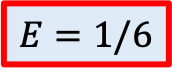 E = 1/6